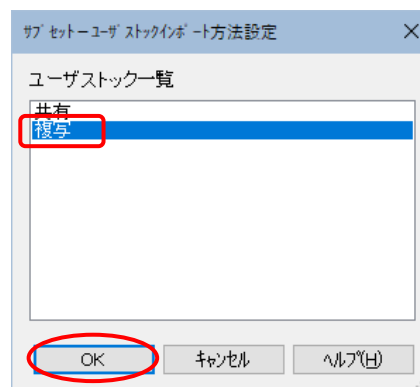 サブセットーユーザストックインポート方法設定
ユーザストック一覧
共有
複写
OK
キャンセル
ヘルプ(H)